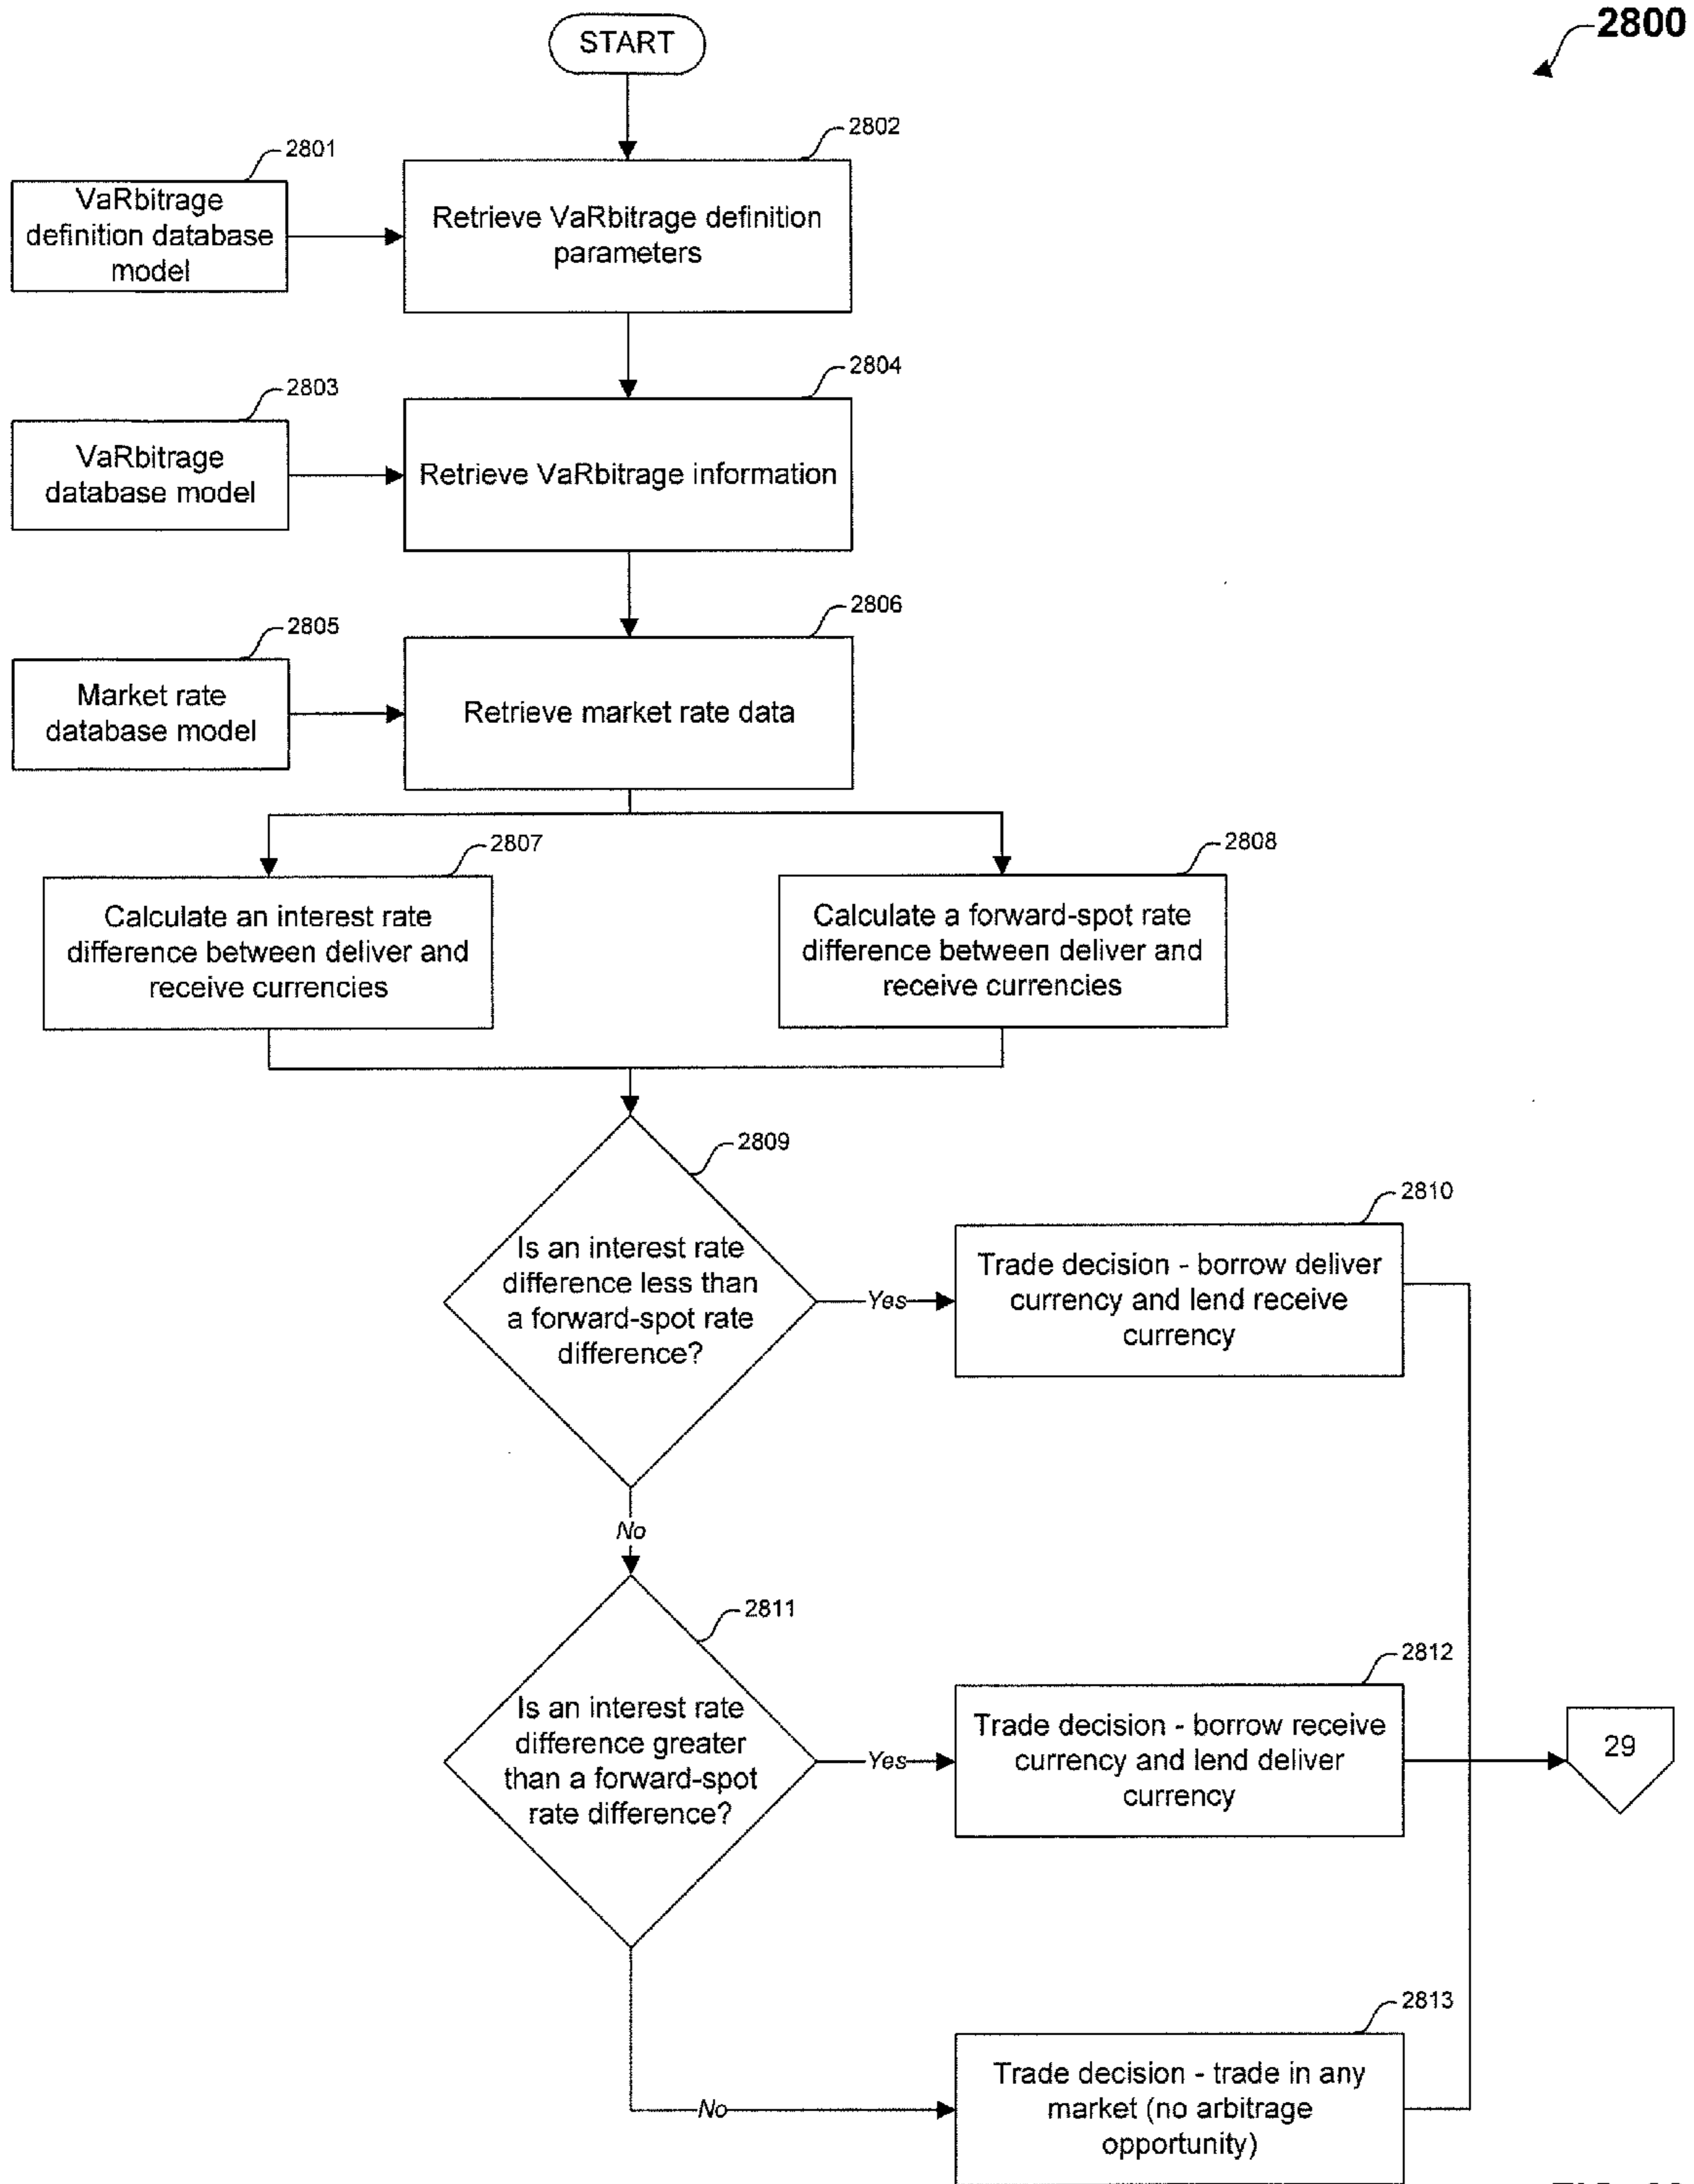 2800
START
2801
VaRbitrage
definition database
model
2802
Retrieve VaRbitrage definition
parameters
2803
VaRbitrage
database model
2804
Retrieve VaRbitrage information
2805
Market rate
database model
2806
Retrieve market rate data
2807
Calculate an interest rate
difference between deliver and
receive currencies
2808
Calculate a forward-spot rate
difference between deliver and
receive currencies
2809
Is an interest rate
difference less than
a forward-spot rate
difference?
Yes
2810
Trade decision - borrow deliver
currency and lend receive
currency
No
2811
Is an interest rate
difference greater
than a forward-spot
rate difference?
Yes
2812
Trade decision - borrow receive
currency and lend deliver
currency
29
No
2813
Trade decision - trade in any
market (no arbitrage
opportunity)